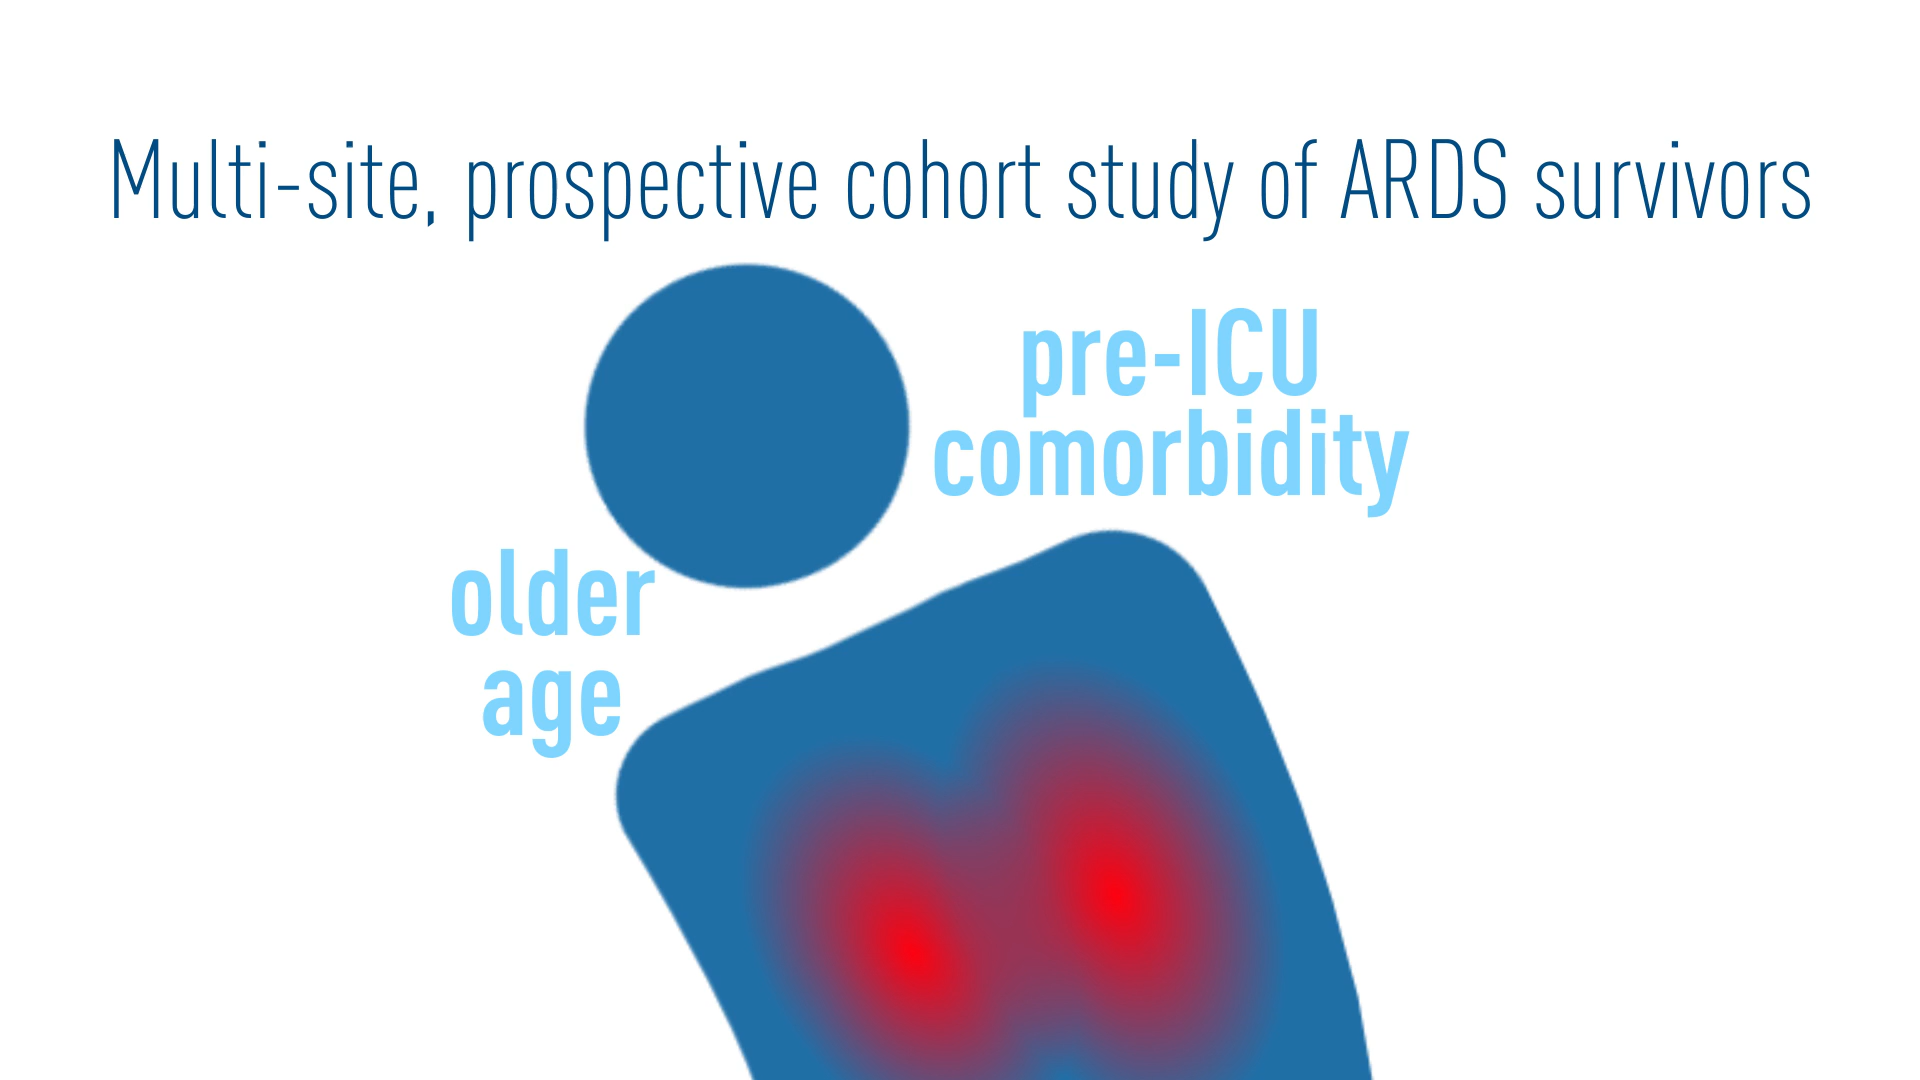 Multi-site, prospective cohort study of ARDS survivors
pre-ICU
comorbidity
older
age